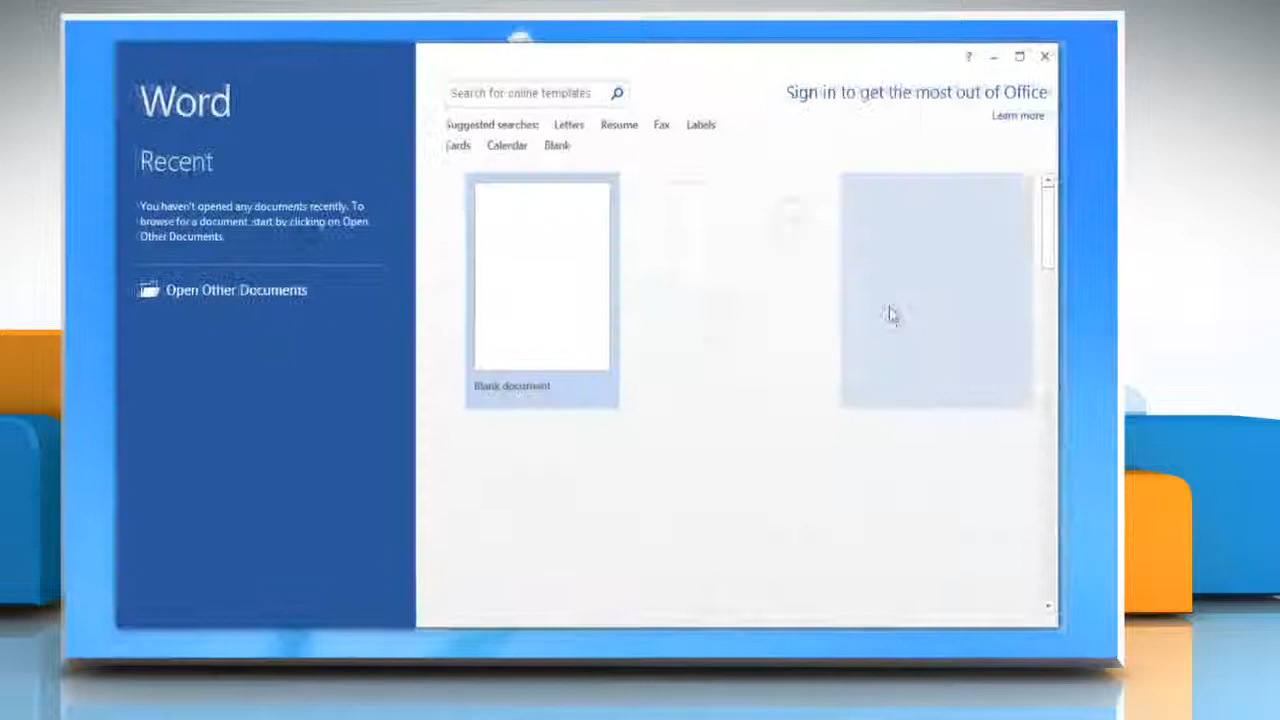 Word
Recent
You haven't opened any documents recently. To
browse for a document, start by clicking on Open
Other Documents.
Open Other Documents
?
Search for online templates
Sign in to get the most out of Office
Learn more
Suggested searches: Letters Resume Fax Labels
Cards Calendar Blank
Blank document